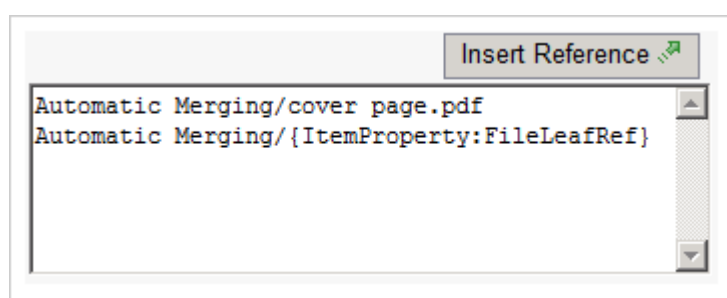 Insert Reference
Automatic Merging/cover page.pdf
Automatic Merging/{ItemProperty:FileLeafRef}